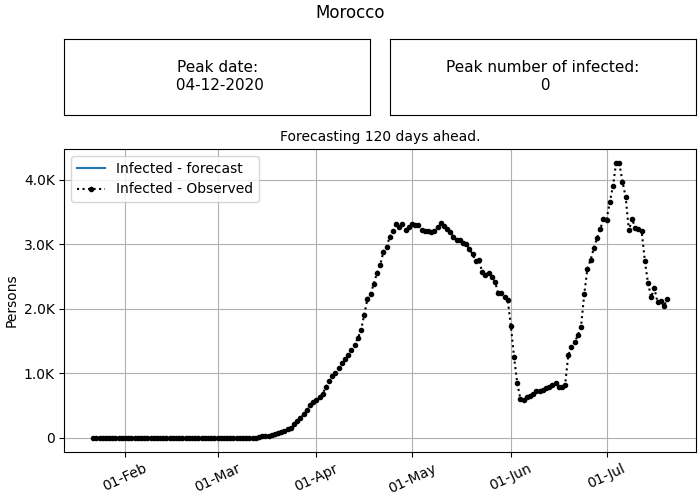 Morocco
Peak date:
04-12-2020
Peak number of infected:
0
Forecasting 120 days ahead.
Infected - forecast
Infected - Observed
4.0K
3.0K
2.0K
1.0K
0
Persons
01-Feb
01-Mar
01-Apr
01-May
01-Jun
01-Jul